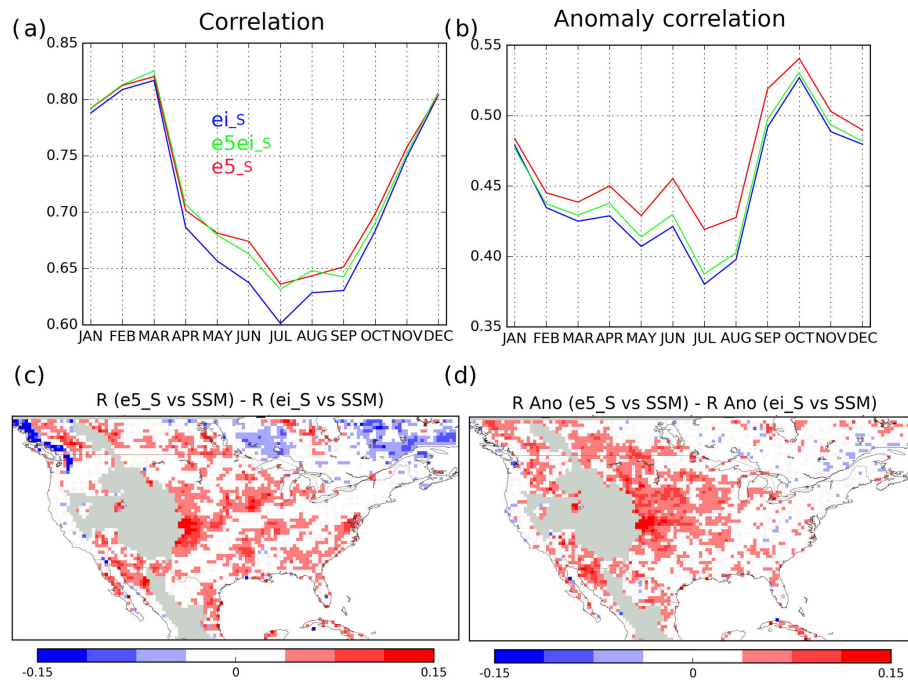 (a)
Correlation
0.85
0.80
0.75
0.70
0.65
0.60
ei_S
e5ei_S
e5_S
JAN FEB MAR APR MAY JUN JUL AUG SEP OCT NOV DEC
(b)
Anomaly correlation
0.55
0.50
0.45
0.40
0.35
JAN FEB MAR APR MAY JUN JUL AUG SEP OCT NOV DEC
(c)
R (e5_S vs SSM) - R (ei_S vs SSM)
-0.15 0 0.15
(d)
R Ano (e5_S vs SSM) - R Ano (ei_S vs SSM)
-0.15 0 0.15